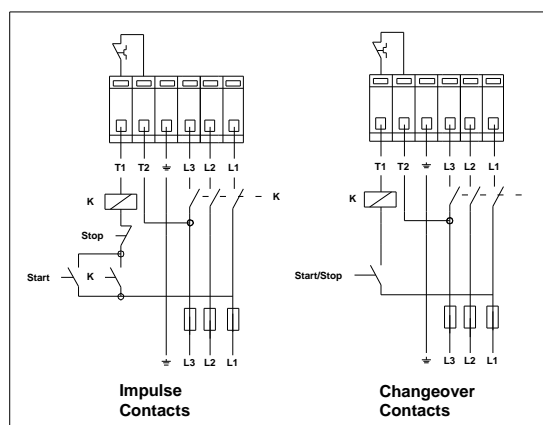 T1 T2 L3 L2 L1
K
K
Stop
Start K
L3 L2 L1
Impulse
Contacts
T1 T2 L3 L2 L1
K
Start/Stop
L3 L2 L1
Changeover
Contacts